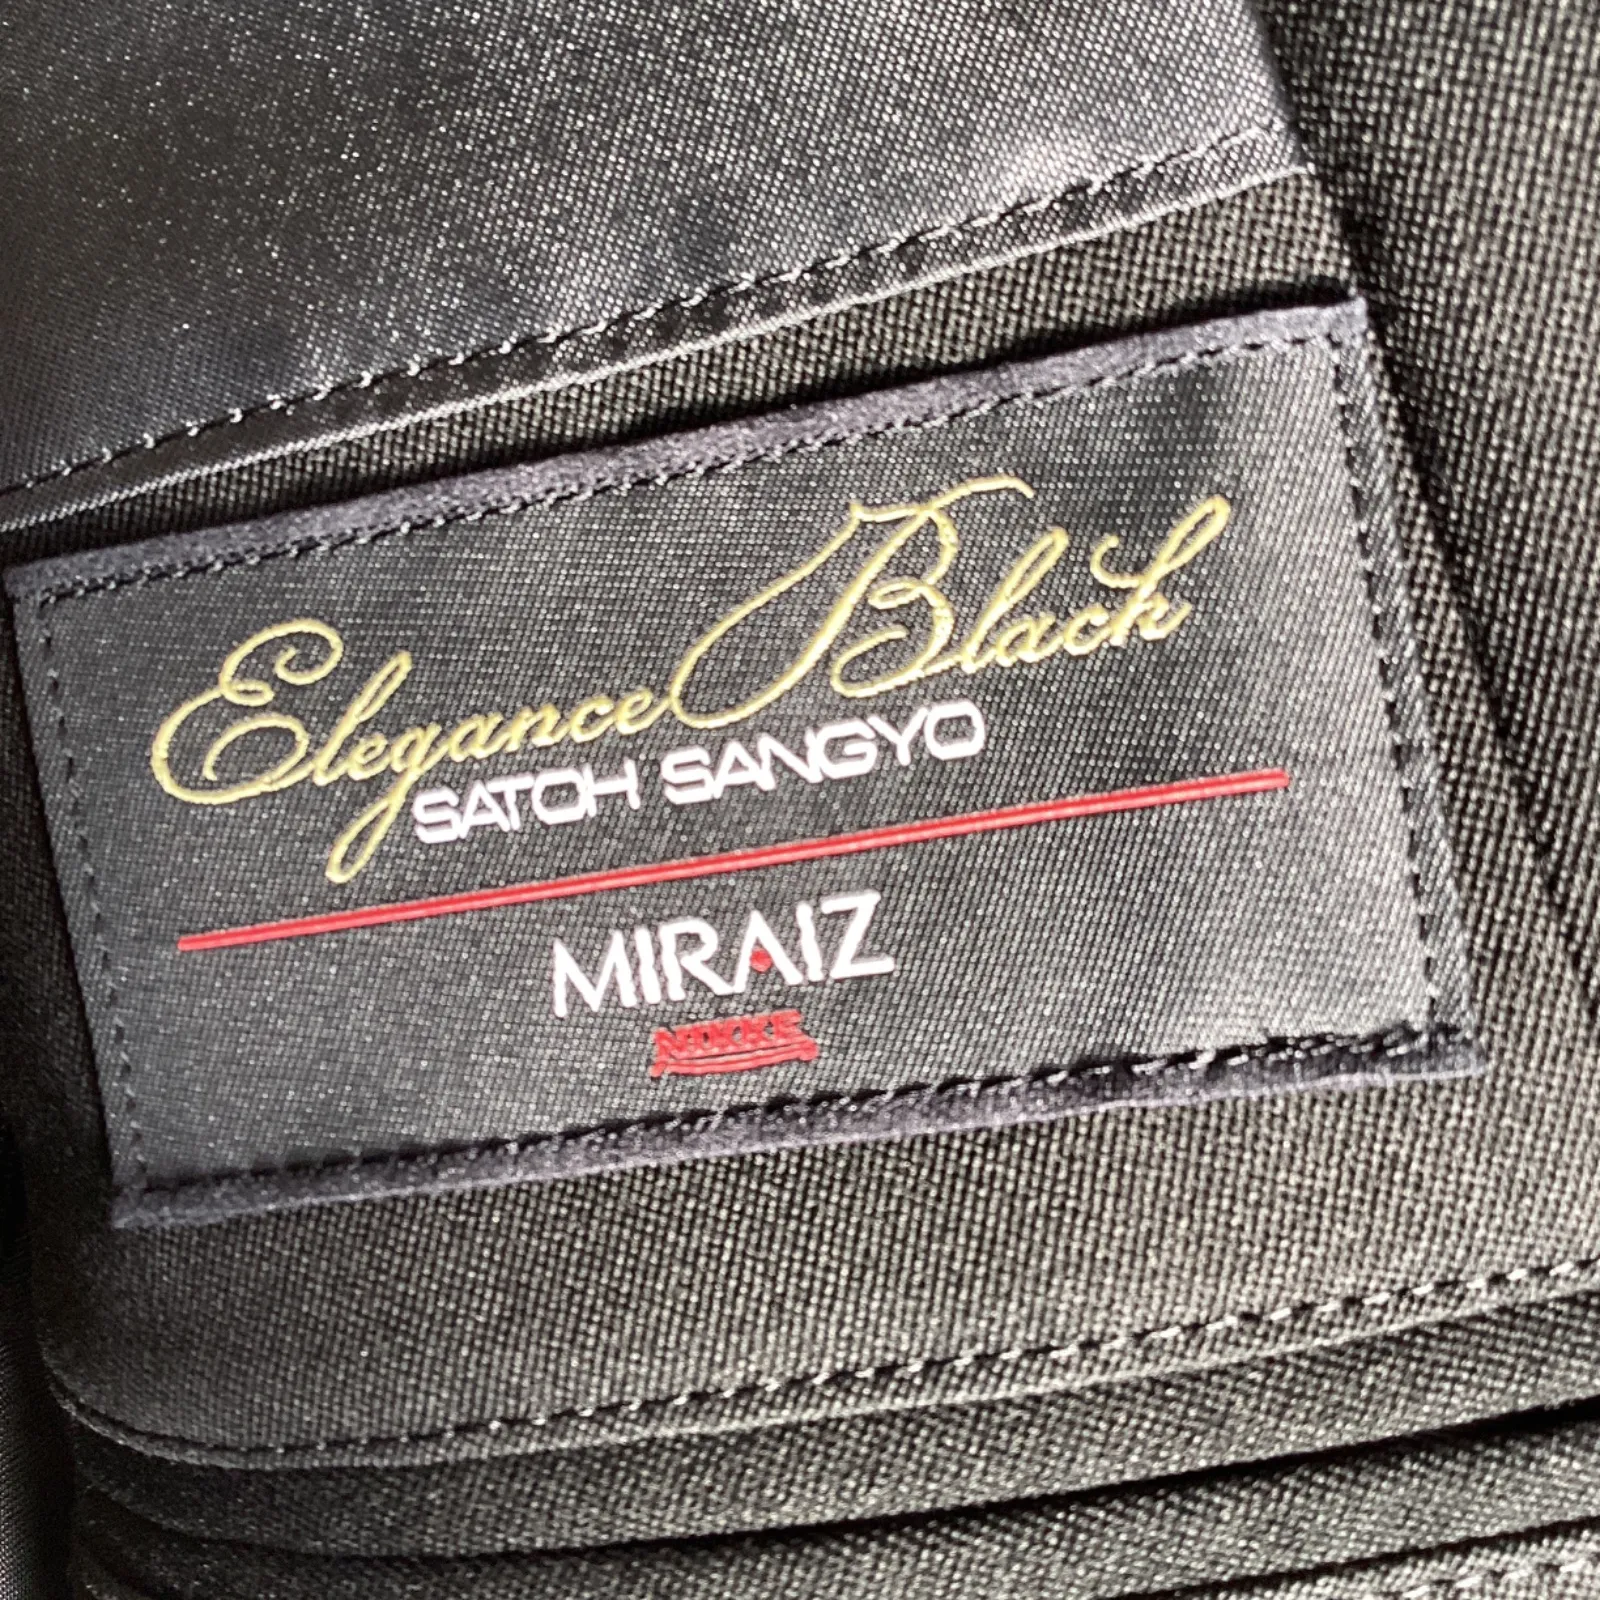 Elegance Black
SATOH SANGYO
MIRAIZ
NIKKE